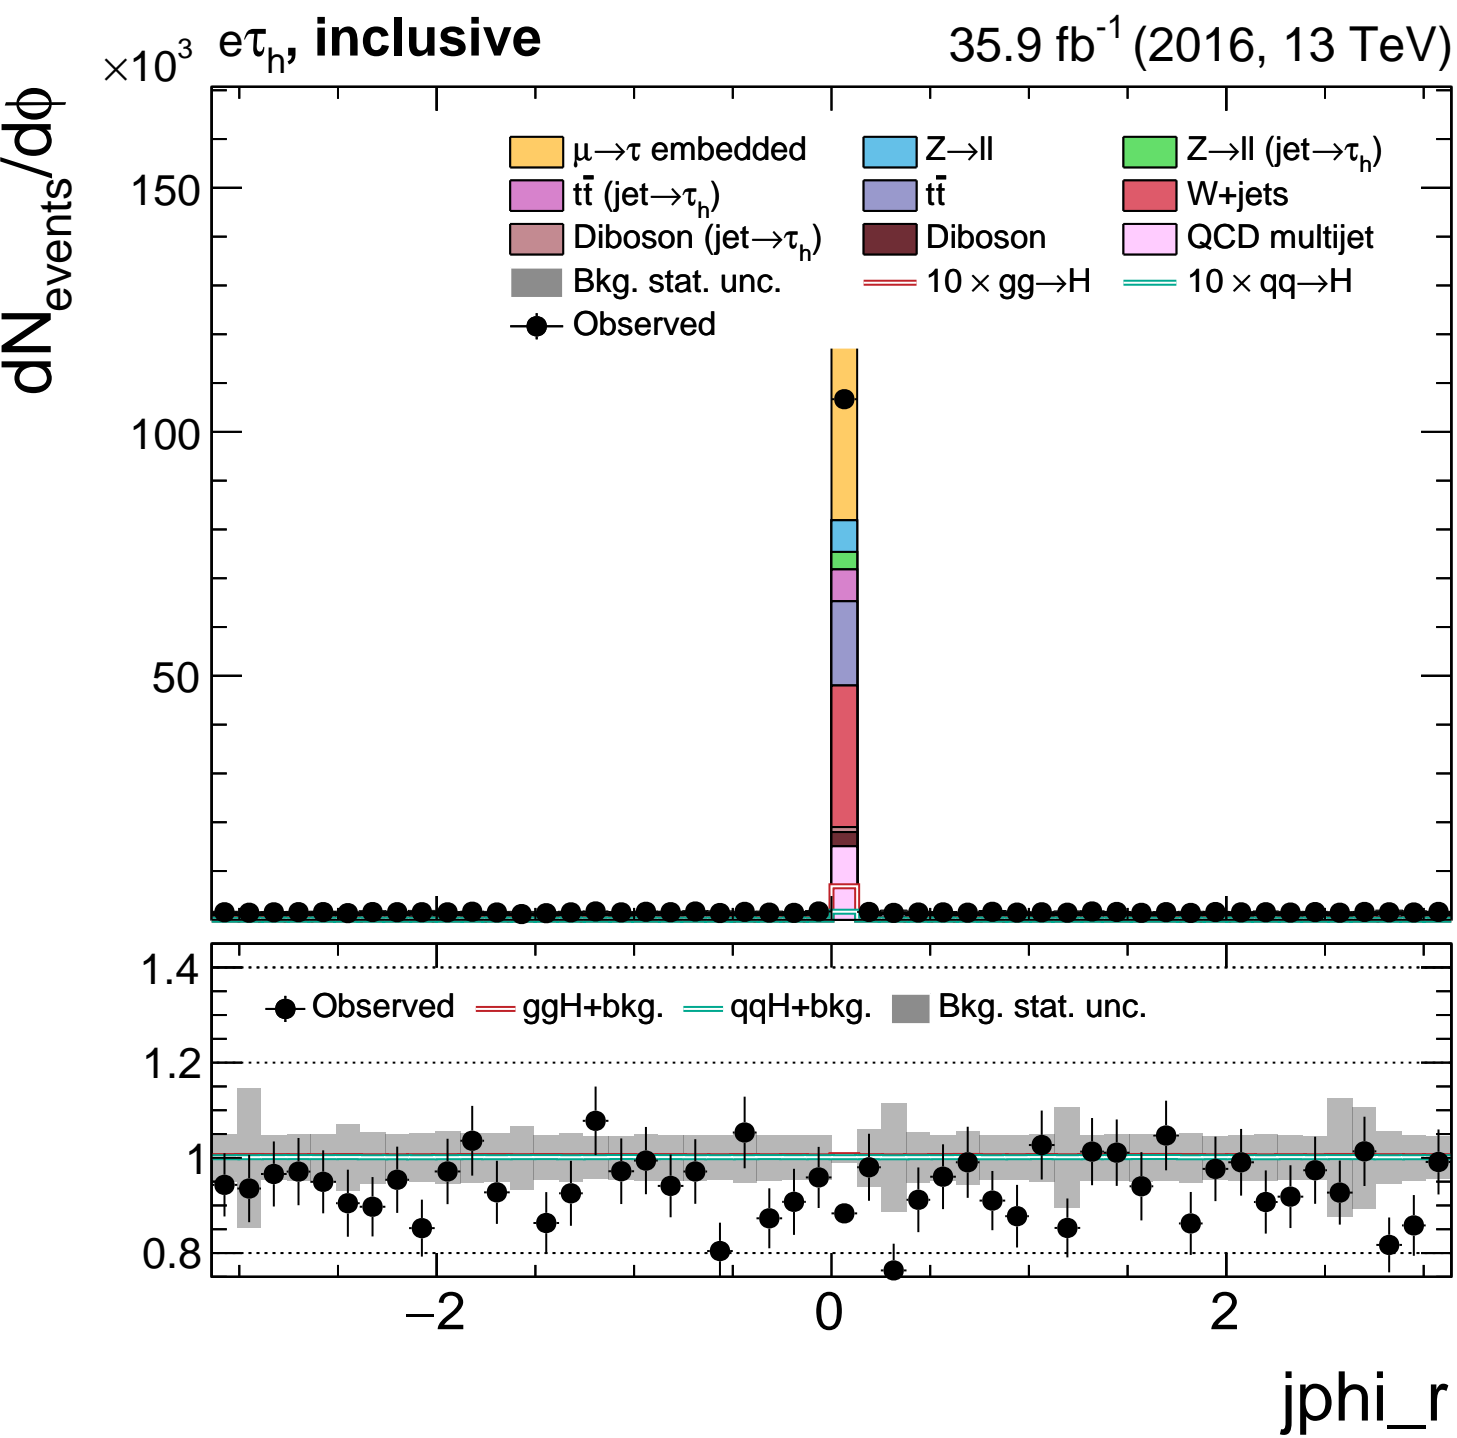 ×10³ eτₕ, inclusive 35.9 fb⁻¹ (2016, 13 TeV)
dN_events/dϕ
μ→τ embedded Z→ll Z→ll (jet→τₕ)
tt̄ (jet→τₕ) tt̄ W+jets
Diboson (jet→τₕ) Diboson QCD multijet
Bkg. stat. unc. 10 × gg→H 10 × qq→H
Observed
150
100
50
1.4
Observed ggH+bkg. qqH+bkg. Bkg. stat. unc.
1.2
1
0.8
−2 0 2
jphi_r